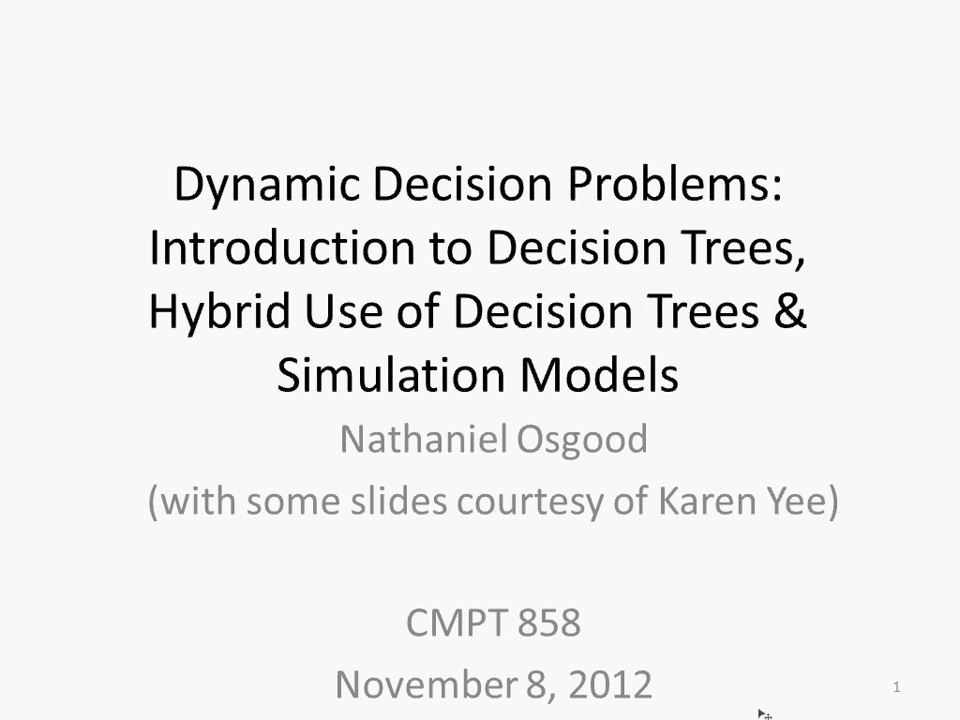 Dynamic Decision Problems:
Introduction to Decision Trees,
Hybrid Use of Decision Trees &
Simulation Models
Nathaniel Osgood
(with some slides courtesy of Karen Yee)
CMPT 858
November 8, 2012
1